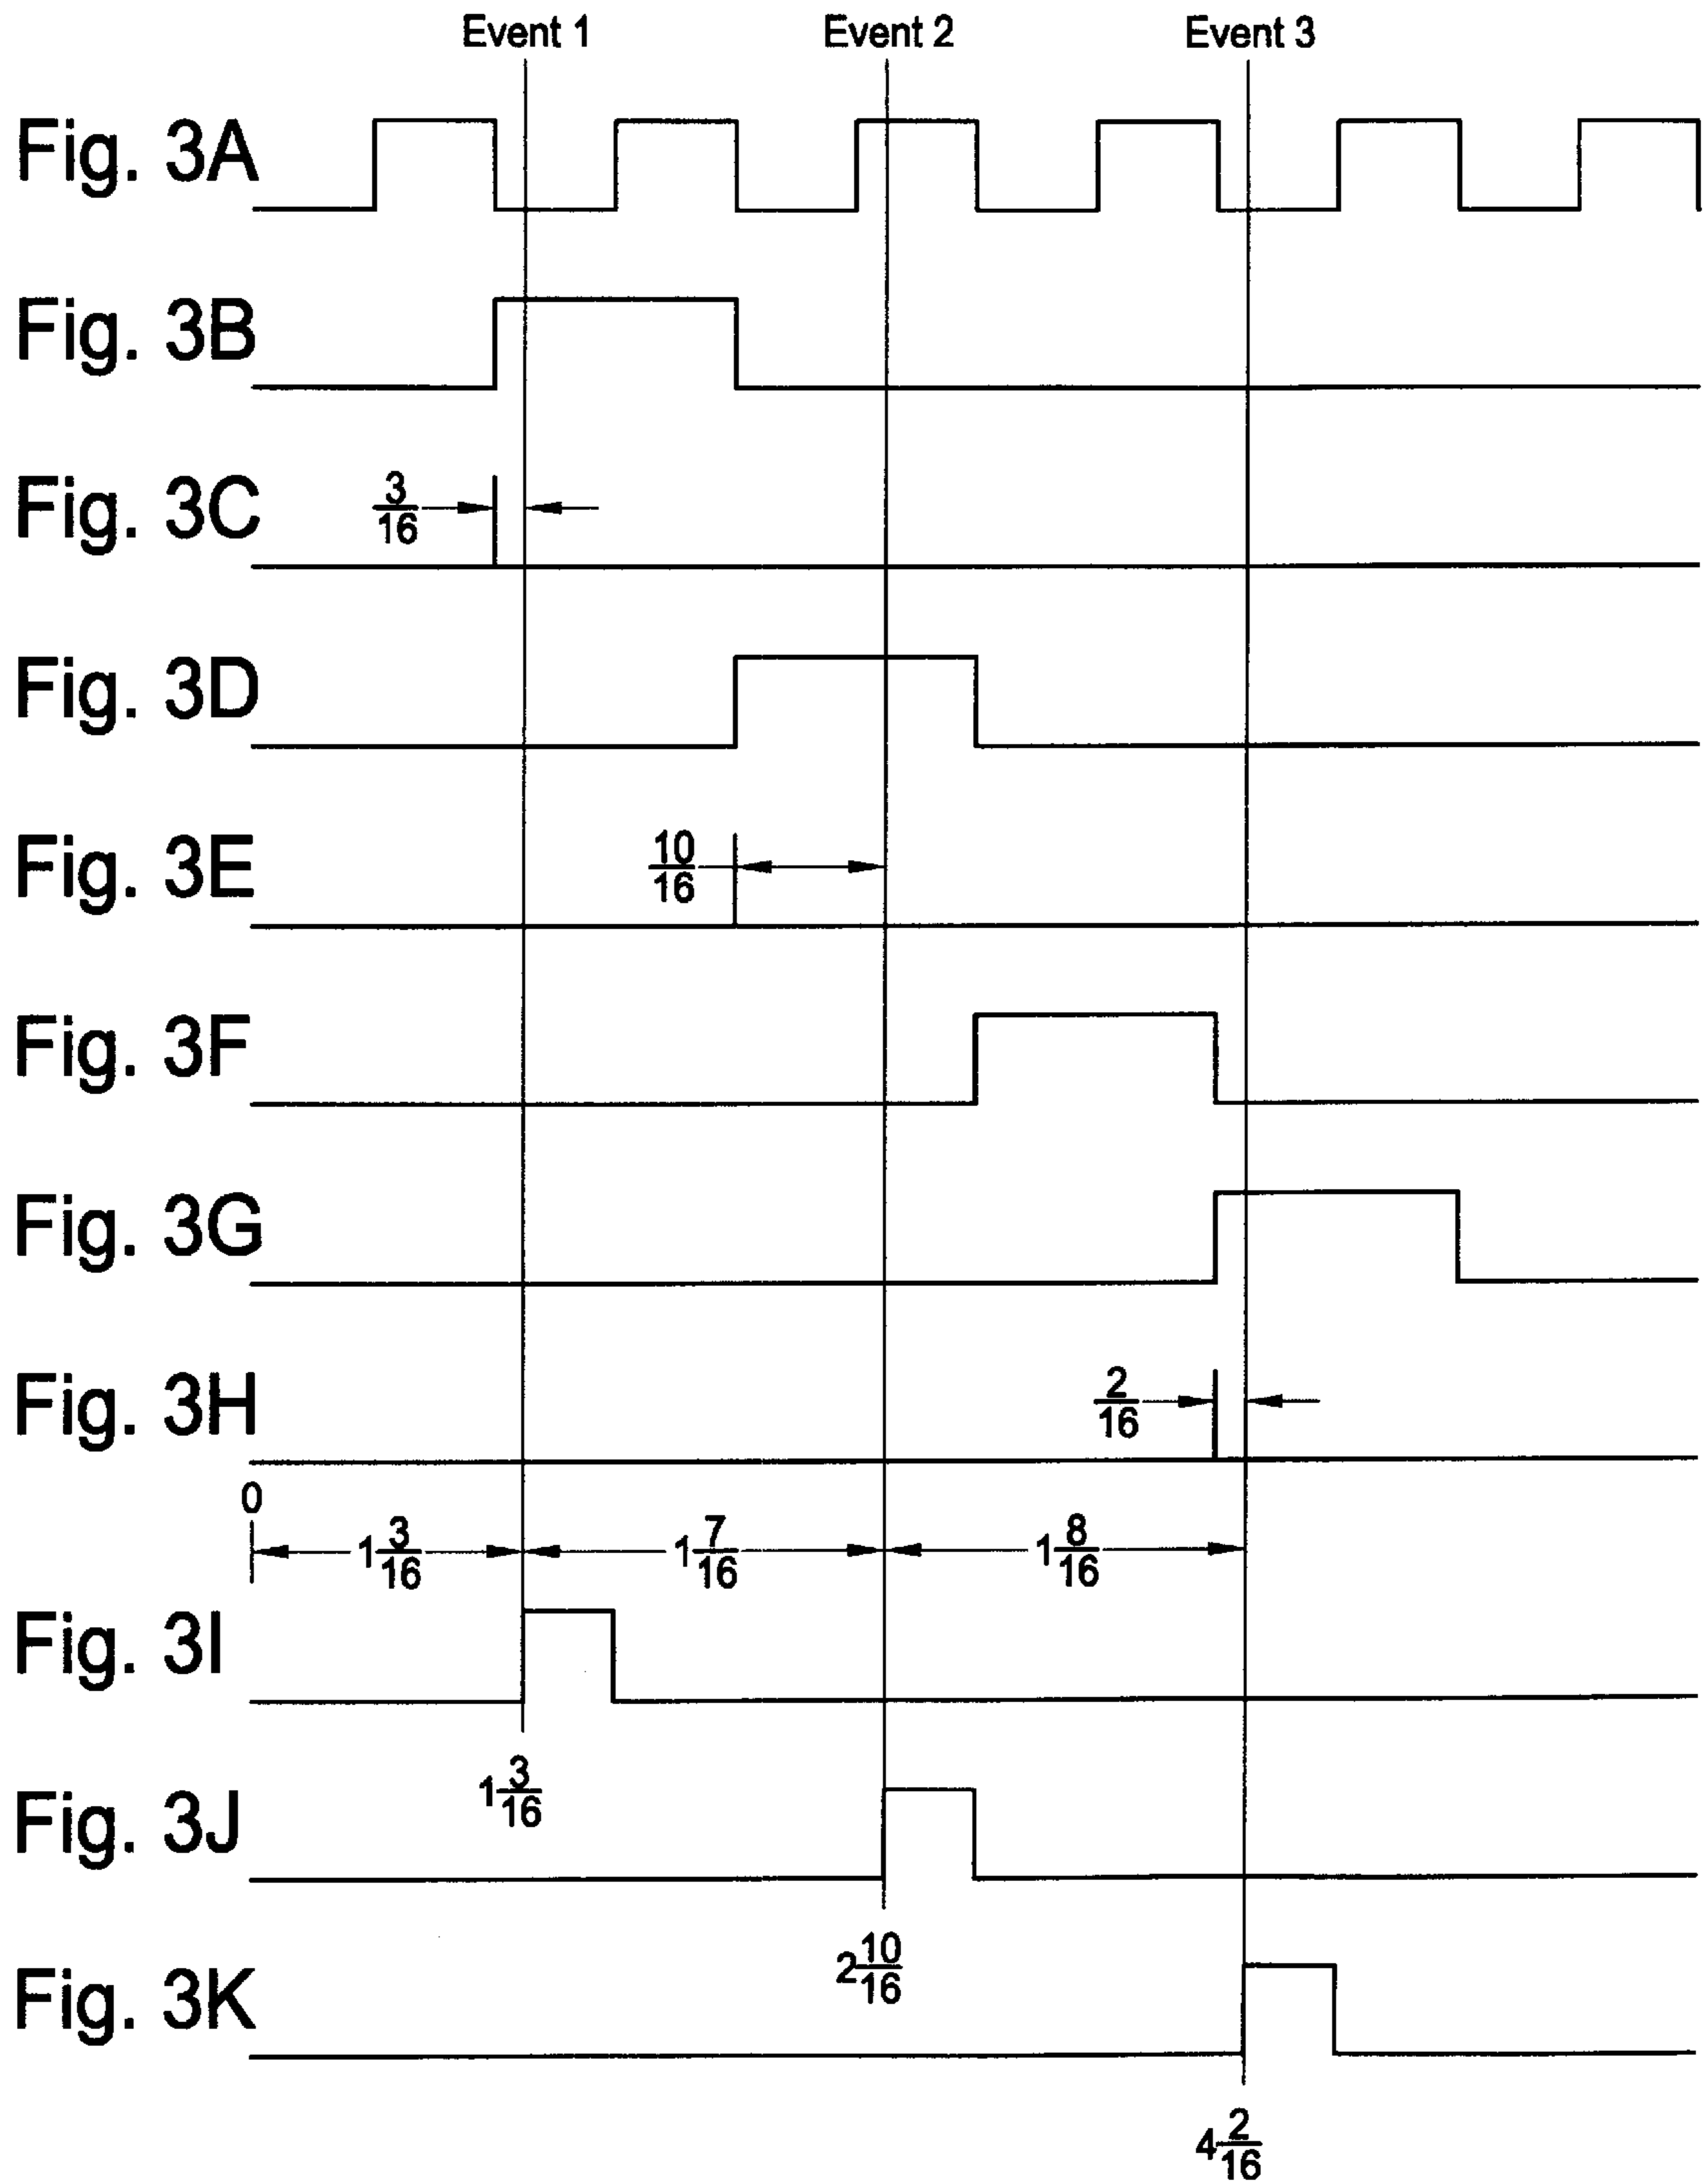 Event 1 Event 2 Event 3
Fig. 3A
Fig. 3B
Fig. 3C
3/16
Fig. 3D
Fig. 3E
10/16
Fig. 3F
Fig. 3G
Fig. 3H
2/16
0
1 3/16 1 7/16 1 8/16
Fig. 3I
1 3/16
Fig. 3J
2 10/16
Fig. 3K
4 2/16